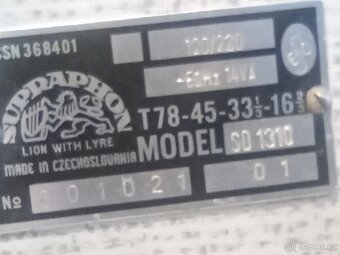 ČSN 368401
120/220
~50Hz 14VA
SUPRAPHON
LION WITH LYRE
MADE IN CZECHOSLOVAKIA
T78-45-33⅓-16⅔
MODEL SD 1310
No 001021 01